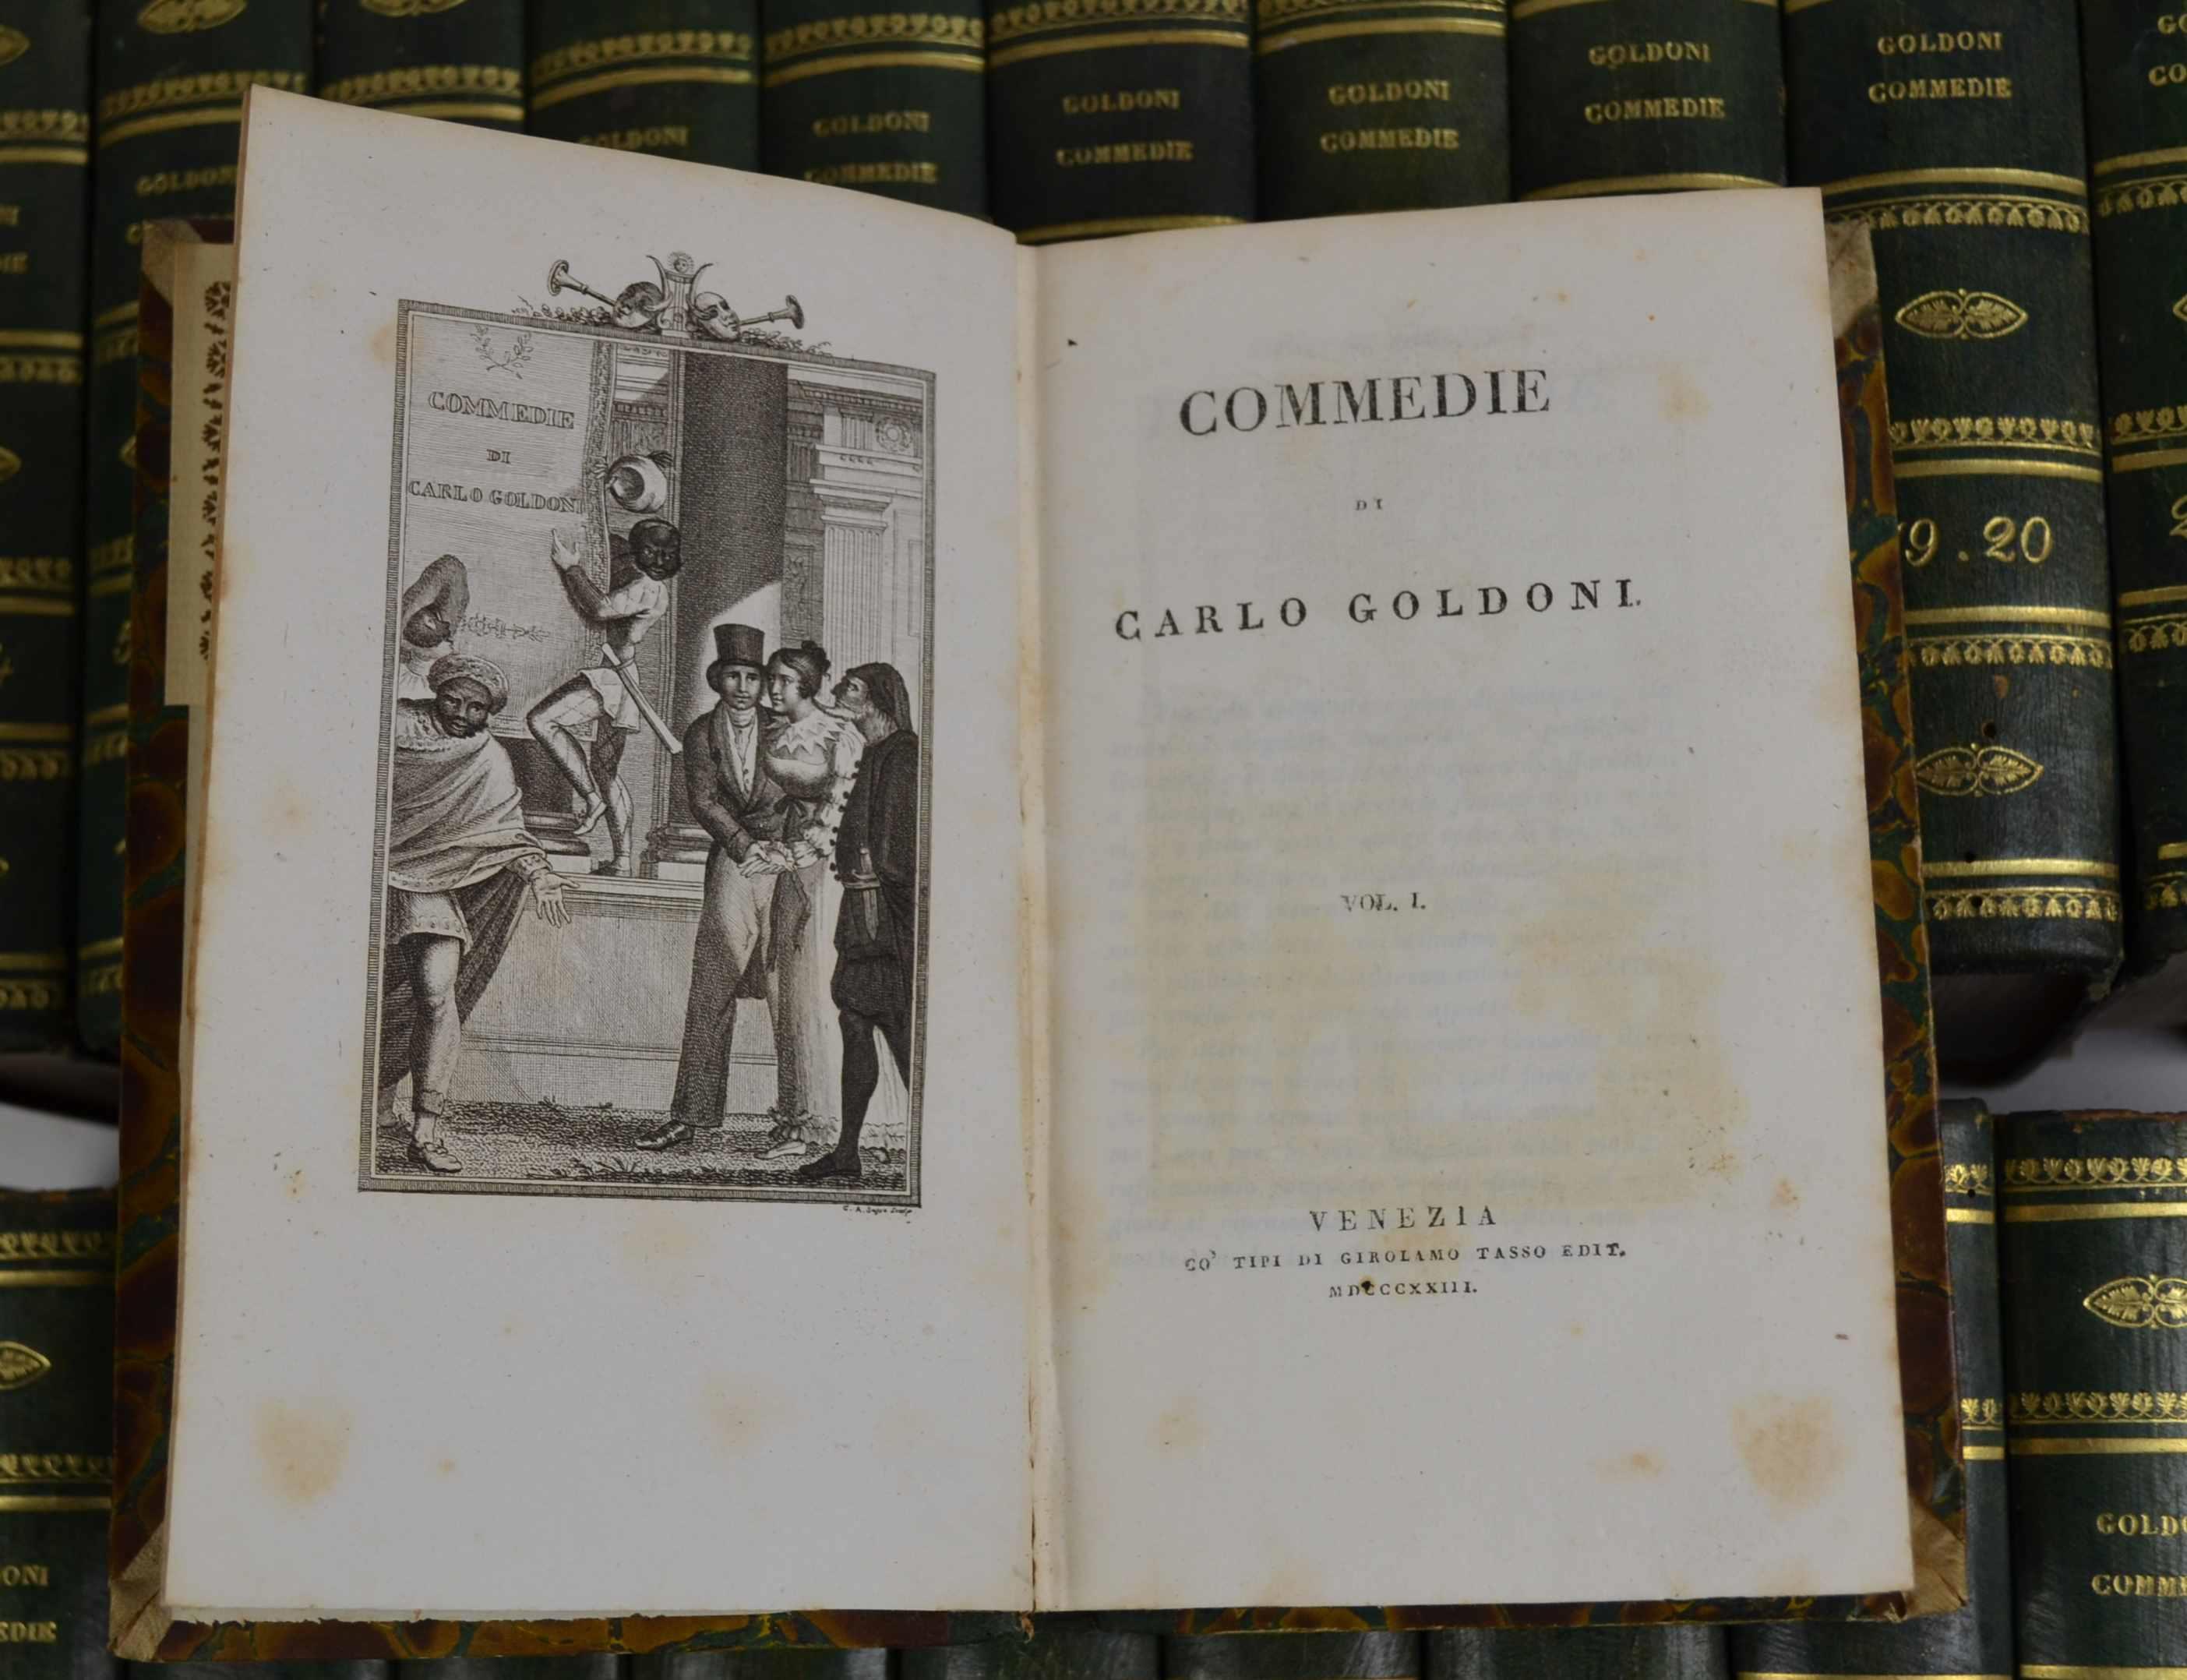 GOLDONI
COMMEDIE
GOLDONI
COMMEDIE
GOLDONI
COMMEDIE
GOLDONI
COMMEDIE
GOLDONI
COMMEDIE
GOLDONI
COMMEDIE
DI
CARLO GOLDONI
COMMEDIE
DI
CARLO GOLDONI.
VOL. I.
VENEZIA
CO' TIPI DI GIROLAMO TASSO EDIT.
MDCCCXXIII.
19.20